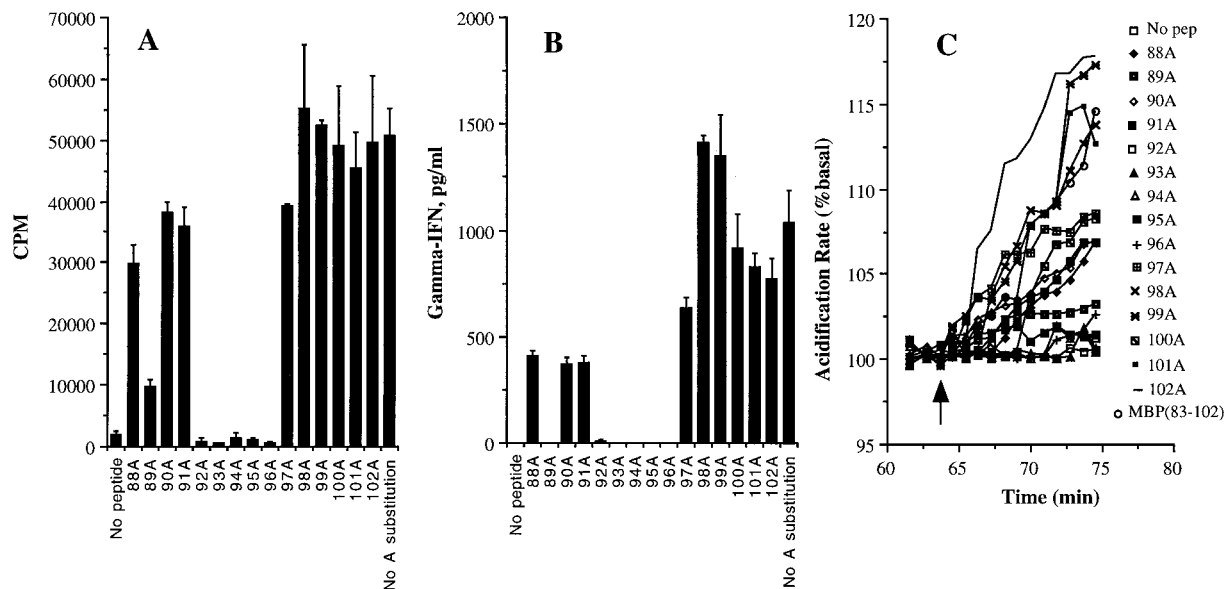 A
CPM
70000
60000
50000
40000
30000
20000
10000
0
No peptide
88A
89A
90A
91A
92A
93A
94A
95A
96A
97A
98A
99A
100A
101A
102A
No A substitution
B
Gamma-IFN, pg/ml
2000
1500
1000
500
0
No peptide
88A
89A
90A
91A
92A
93A
94A
95A
96A
97A
98A
99A
100A
101A
102A
No A substitution
C
Acidification Rate (%basal)
120
115
110
105
100
95
60
65
70
75
80
Time (min)
No pep
88A
89A
90A
91A
92A
93A
94A
95A
96A
97A
98A
99A
100A
101A
102A
MBP(83-102)